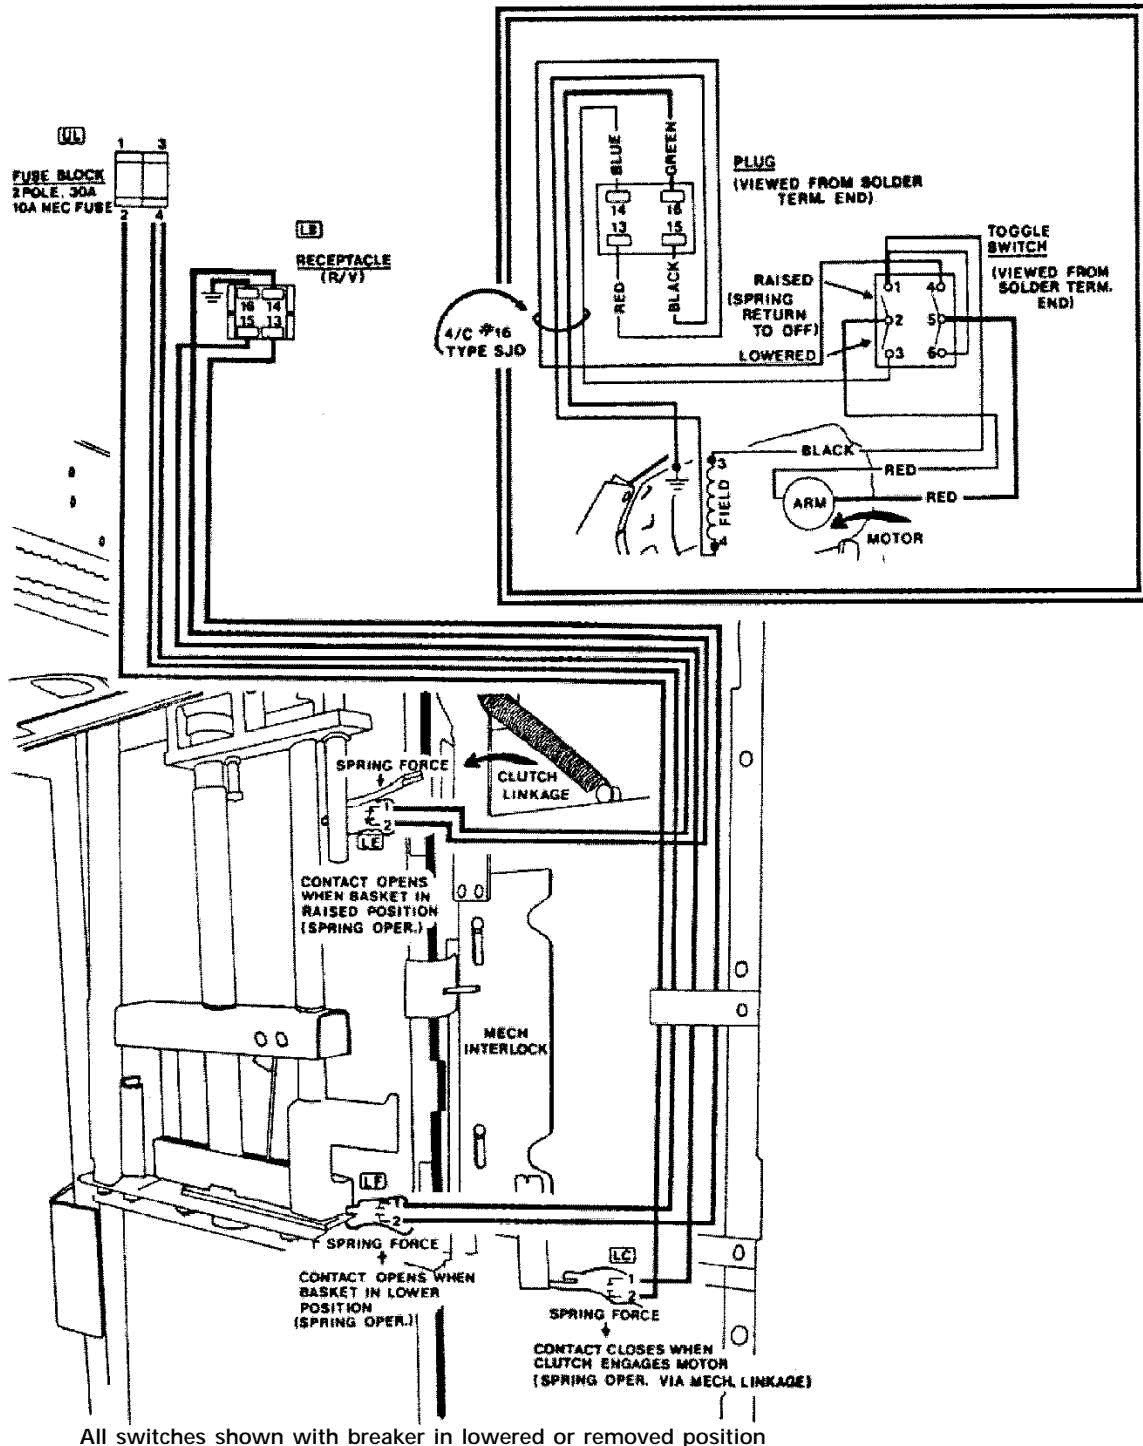 UL
1 3
FUSE BLOCK
2 POLE, 30A
10A NEC FUSE
2 4
LB
RECEPTACLE
(R/V)
16 14
15 13
4/C #16
TYPE SJO
BLUE
GREEN
14 16
13 15
RED
BLACK
PLUG
(VIEWED FROM SOLDER
TERM. END)
TOGGLE
SWITCH
(VIEWED FROM
SOLDER TERM.
END)
RAISED
(SPRING
RETURN
TO OFF)
LOWERED
1 4
2 5
3 6
BLACK
RED
RED
3
FIELD
4
ARM
MOTOR
SPRING FORCE
CLUTCH
LINKAGE
1
2
LE
CONTACT OPENS
WHEN BASKET IN
RAISED POSITION
(SPRING OPER.)
MECH
INTERLOCK
LF
1
2
SPRING FORCE
CONTACT OPENS WHEN
BASKET IN LOWER
POSITION
(SPRING OPER.)
LC
1
2
SPRING FORCE
CONTACT CLOSES WHEN
CLUTCH ENGAGES MOTOR
(SPRING OPER. VIA MECH. LINKAGE)
All switches shown with breaker in lowered or removed position